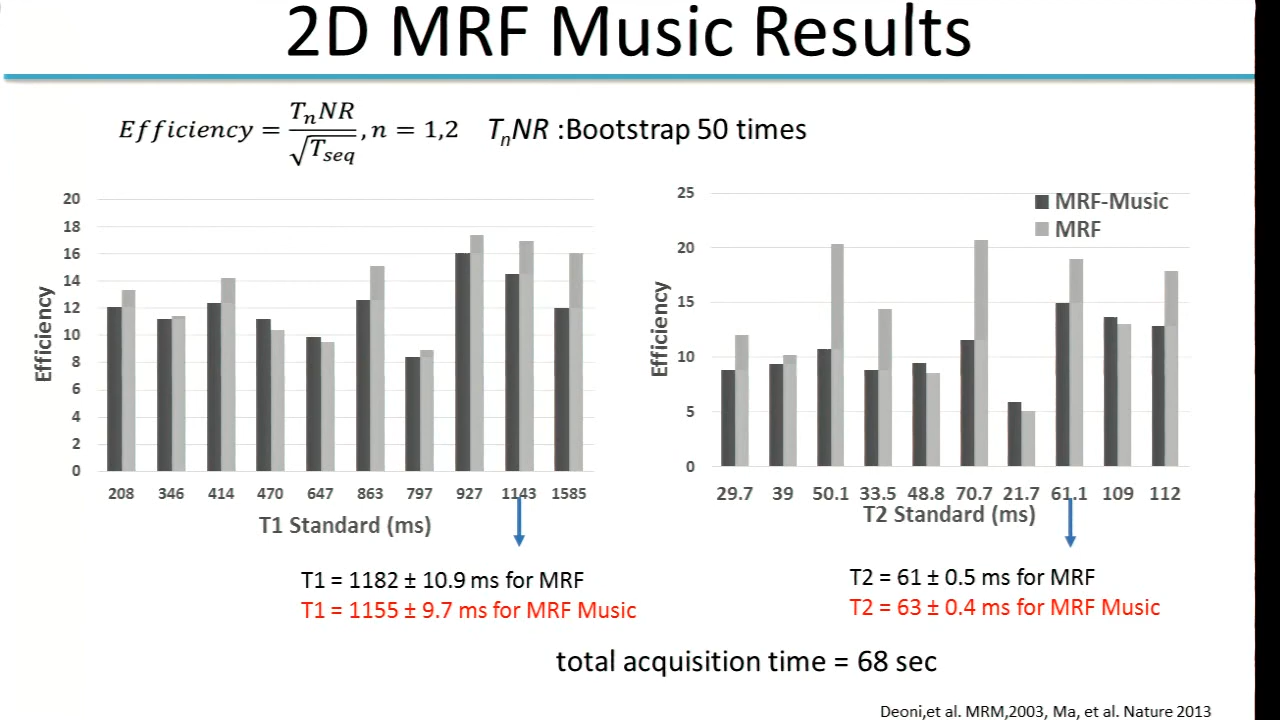 2D MRF Music Results
Efficiency = TₙNR / √Tseq , n = 1,2 TₙNR :Bootstrap 50 times
Efficiency
20
18
16
14
12
10
8
6
4
2
0
208 346 414 470 647 863 797 927 1143 1585
T1 Standard (ms)
MRF-Music
MRF
Efficiency
25
20
15
10
5
0
29.7 39 50.1 33.5 48.8 70.7 21.7 61.1 109 112
T2 Standard (ms)
T1 = 1182 ± 10.9 ms for MRF
T1 = 1155 ± 9.7 ms for MRF Music
T2 = 61 ± 0.5 ms for MRF
T2 = 63 ± 0.4 ms for MRF Music
total acquisition time = 68 sec
Deoni,et al. MRM,2003, Ma, et al. Nature 2013